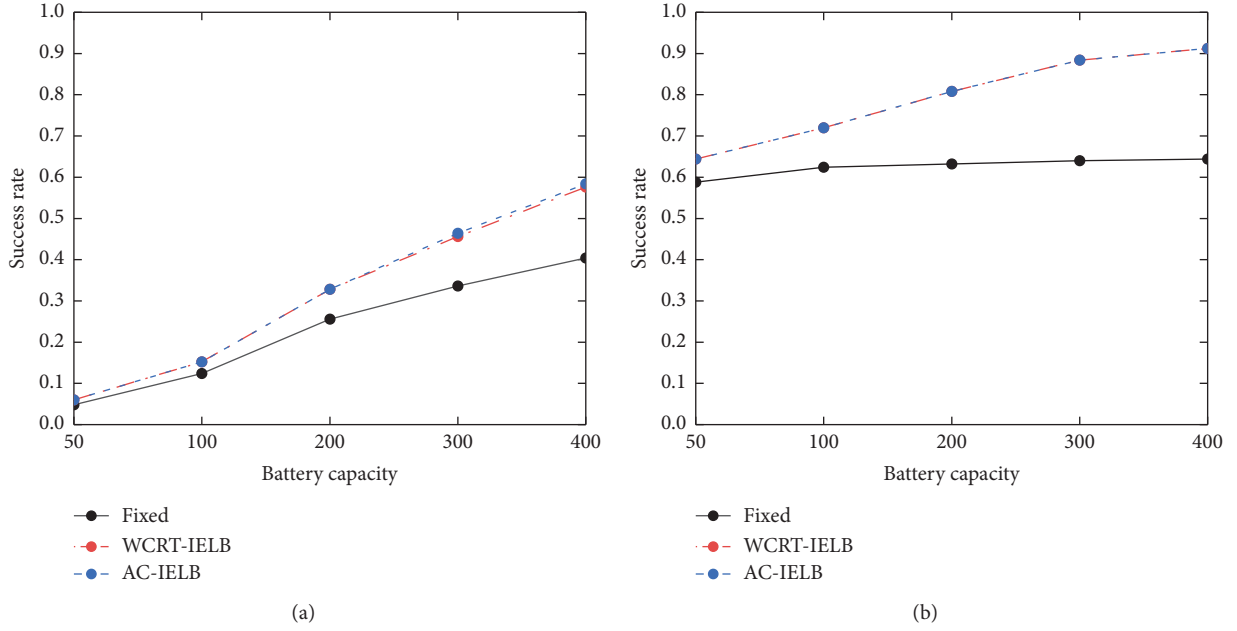 1.0
0.9
0.8
0.7
0.6
0.5
0.4
0.3
0.2
0.1
0.0
Success rate
50 100 200 300 400
Battery capacity
Fixed
WCRT-IELB
AC-IELB
(a)
1.0
0.9
0.8
0.7
0.6
0.5
0.4
0.3
0.2
0.1
0.0
Success rate
50 100 200 300 400
Battery capacity
Fixed
WCRT-IELB
AC-IELB
(b)